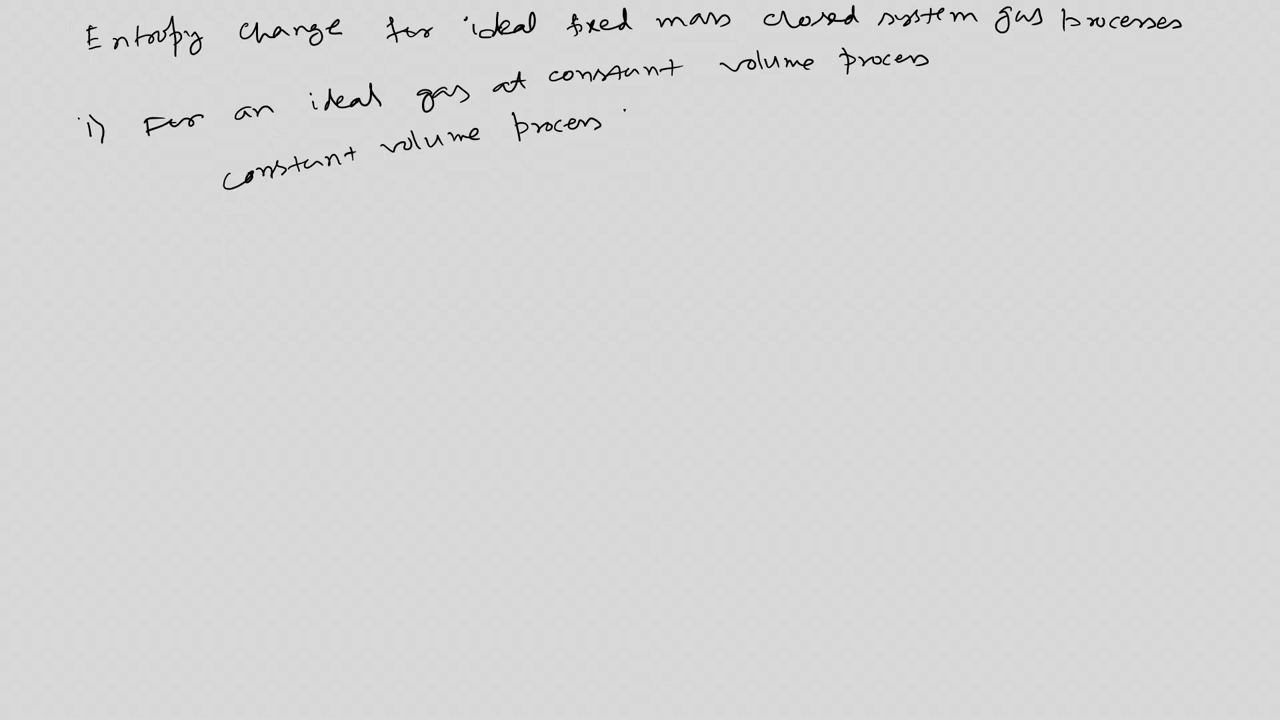 Entropy change for ideal fixed mass closed system gas processes
i) For an ideal gas at constant volume process
constant volume process